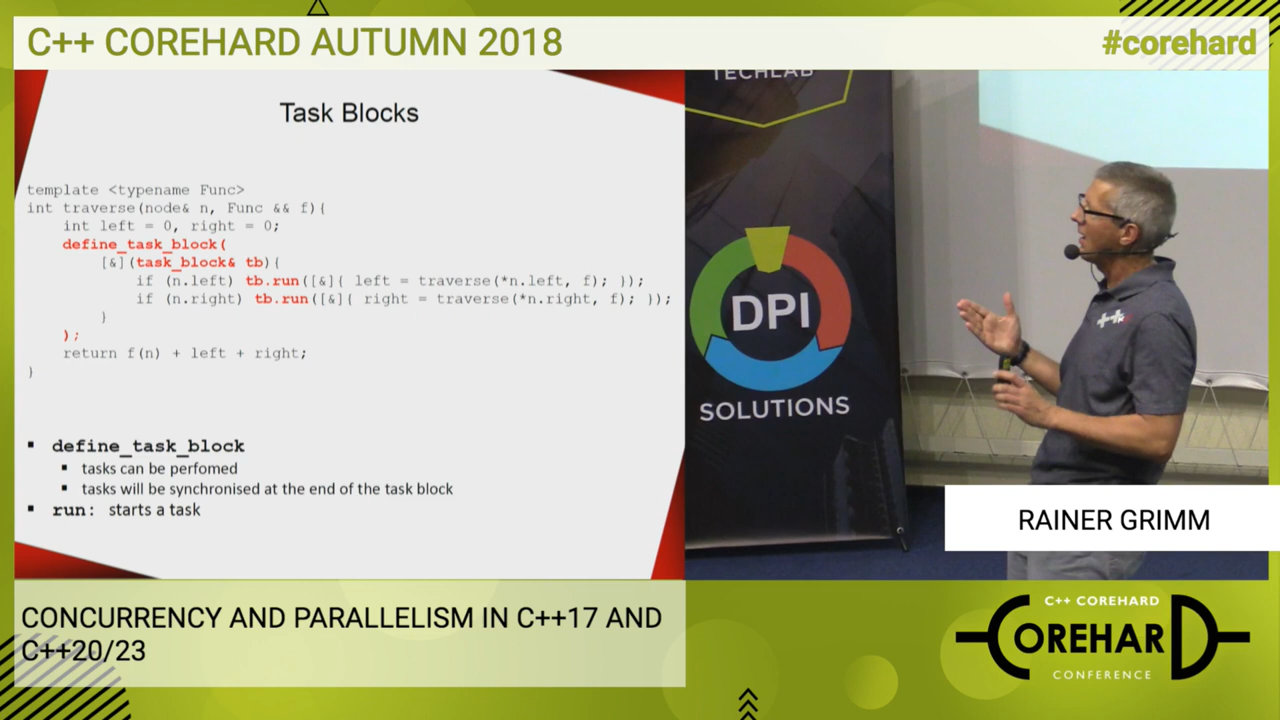 C++ COREHARD AUTUMN 2018
#corehard
Task Blocks
template <typename Func>
int traverse(node& n, Func && f){
int left = 0, right = 0;
define_task_block(
[&](task_block& tb){
if (n.left) tb.run([&]{ left = traverse(*n.left, f); });
if (n.right) tb.run([&]{ right = traverse(*n.right, f); });
}
);
return f(n) + left + right;
}
▪ define_task_block
▪ tasks can be perfomed
▪ tasks will be synchronised at the end of the task block
▪ run: starts a task
TECHLAB
DPI
SOLUTIONS
RAINER GRIMM
CONCURRENCY AND PARALLELISM IN C++17 AND
C++20/23
C++ COREHARD
COREHARD
CONFERENCE